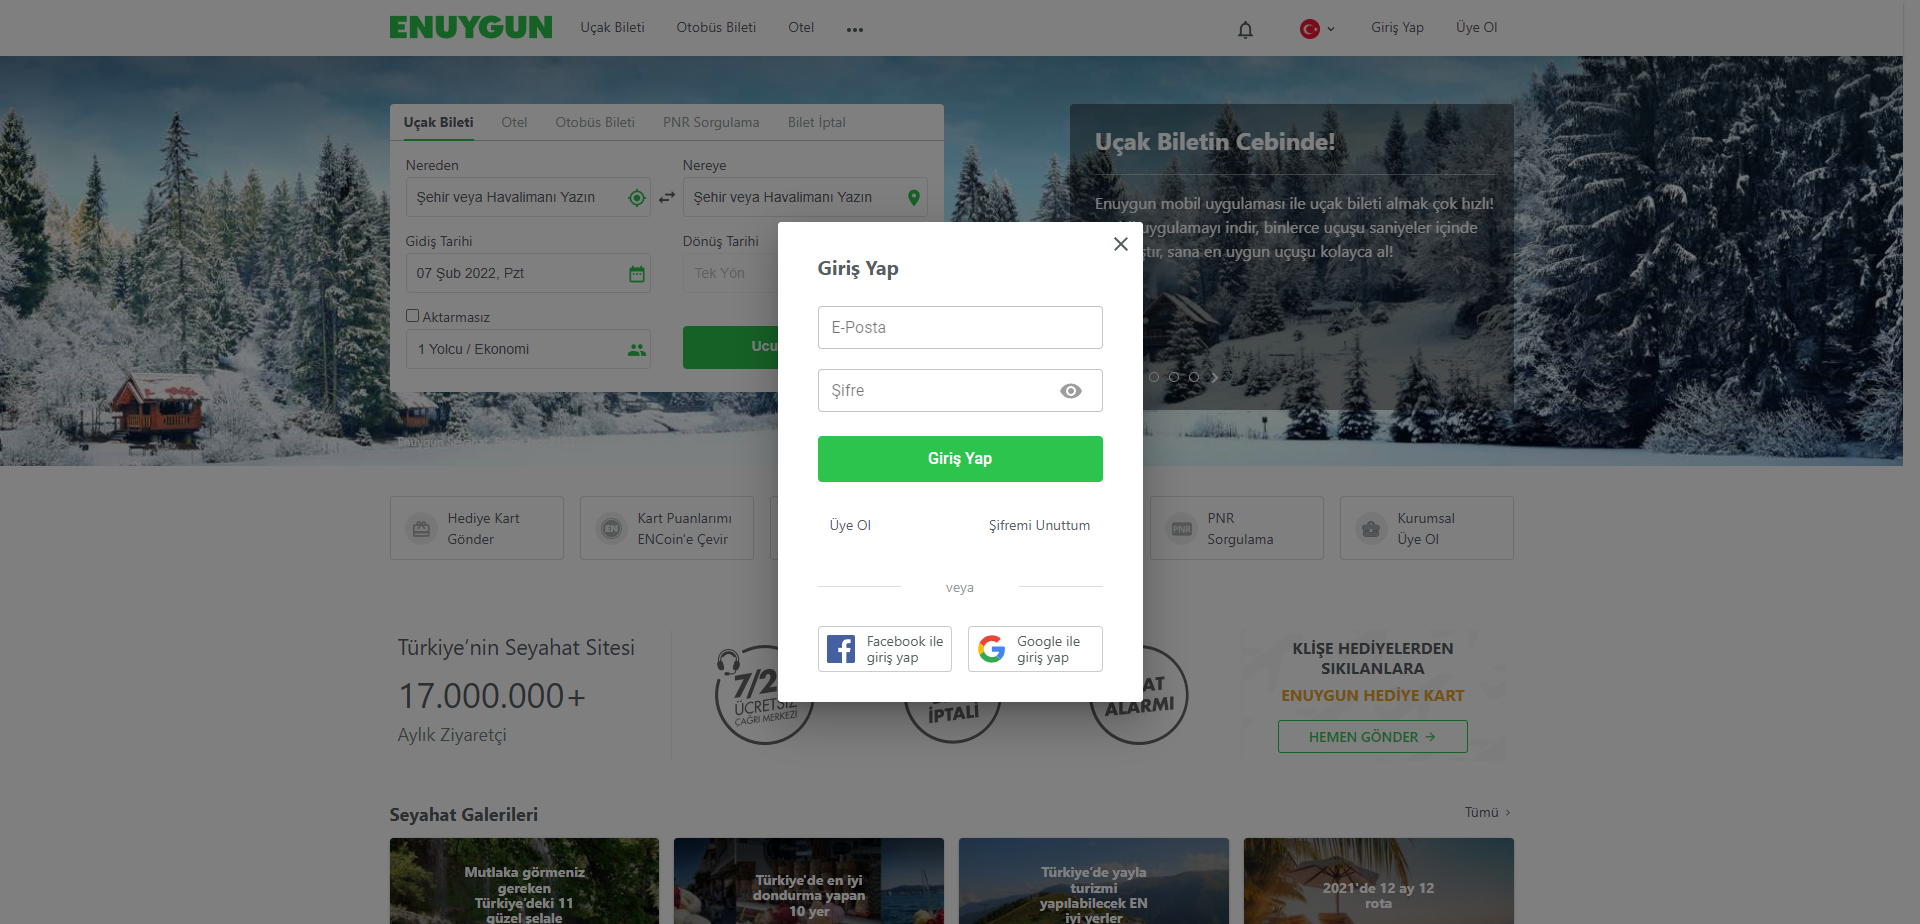 ENUYGUN
Uçak Bileti
Otobüs Bileti
Otel
Giriş Yap
Üye Ol
Uçak Bileti
Otel
Otobüs Bileti
PNR Sorgulama
Bilet İptal
Nereden
Nereye
Şehir veya Havalimanı Yazın
Şehir veya Havalimanı Yazın
Gidiş Tarihi
Dönüş Tarihi
07 Şub 2022, Pzt
Tek Yön
Aktarmasız
1 Yolcu / Ekonomi
Ucu
Uçak Biletin Cebinde!
Enuygun mobil uygulaması ile uçak bileti almak çok hızlı!
uygulamayı indir, binlerce uçuşu saniyeler içinde
sana en uygun uçuşu kolayca al!
Giriş Yap
E-Posta
Şifre
Giriş Yap
Üye Ol
Şifremi Unuttum
veya
Facebook ile
giriş yap
Google ile
giriş yap
Hediye Kart
Gönder
EN
Kart Puanlarımı
ENCoin'e Çevir
PNR
PNR
Sorgulama
Kurumsal
Üye Ol
Türkiye'nin Seyahat Sitesi
17.000.000+
Aylık Ziyaretçi
7/2
ÜCRETSİZ
ÇAĞRI MERKEZİ
İPTALİ
AT
ALARMI
KLİŞE HEDİYELERDEN
SIKILANLARA
ENUYGUN HEDİYE KART
HEMEN GÖNDER
Seyahat Galerileri
Tümü
Mutlaka görmeniz
gereken
Türkiye'deki 11
güzel şelale
Türkiye'de en iyi
dondurma yapan
10 yer
Türkiye'de yayla
turizmi
yapılabilecek EN
iyi yerler
2021'de 12 ay 12
rota